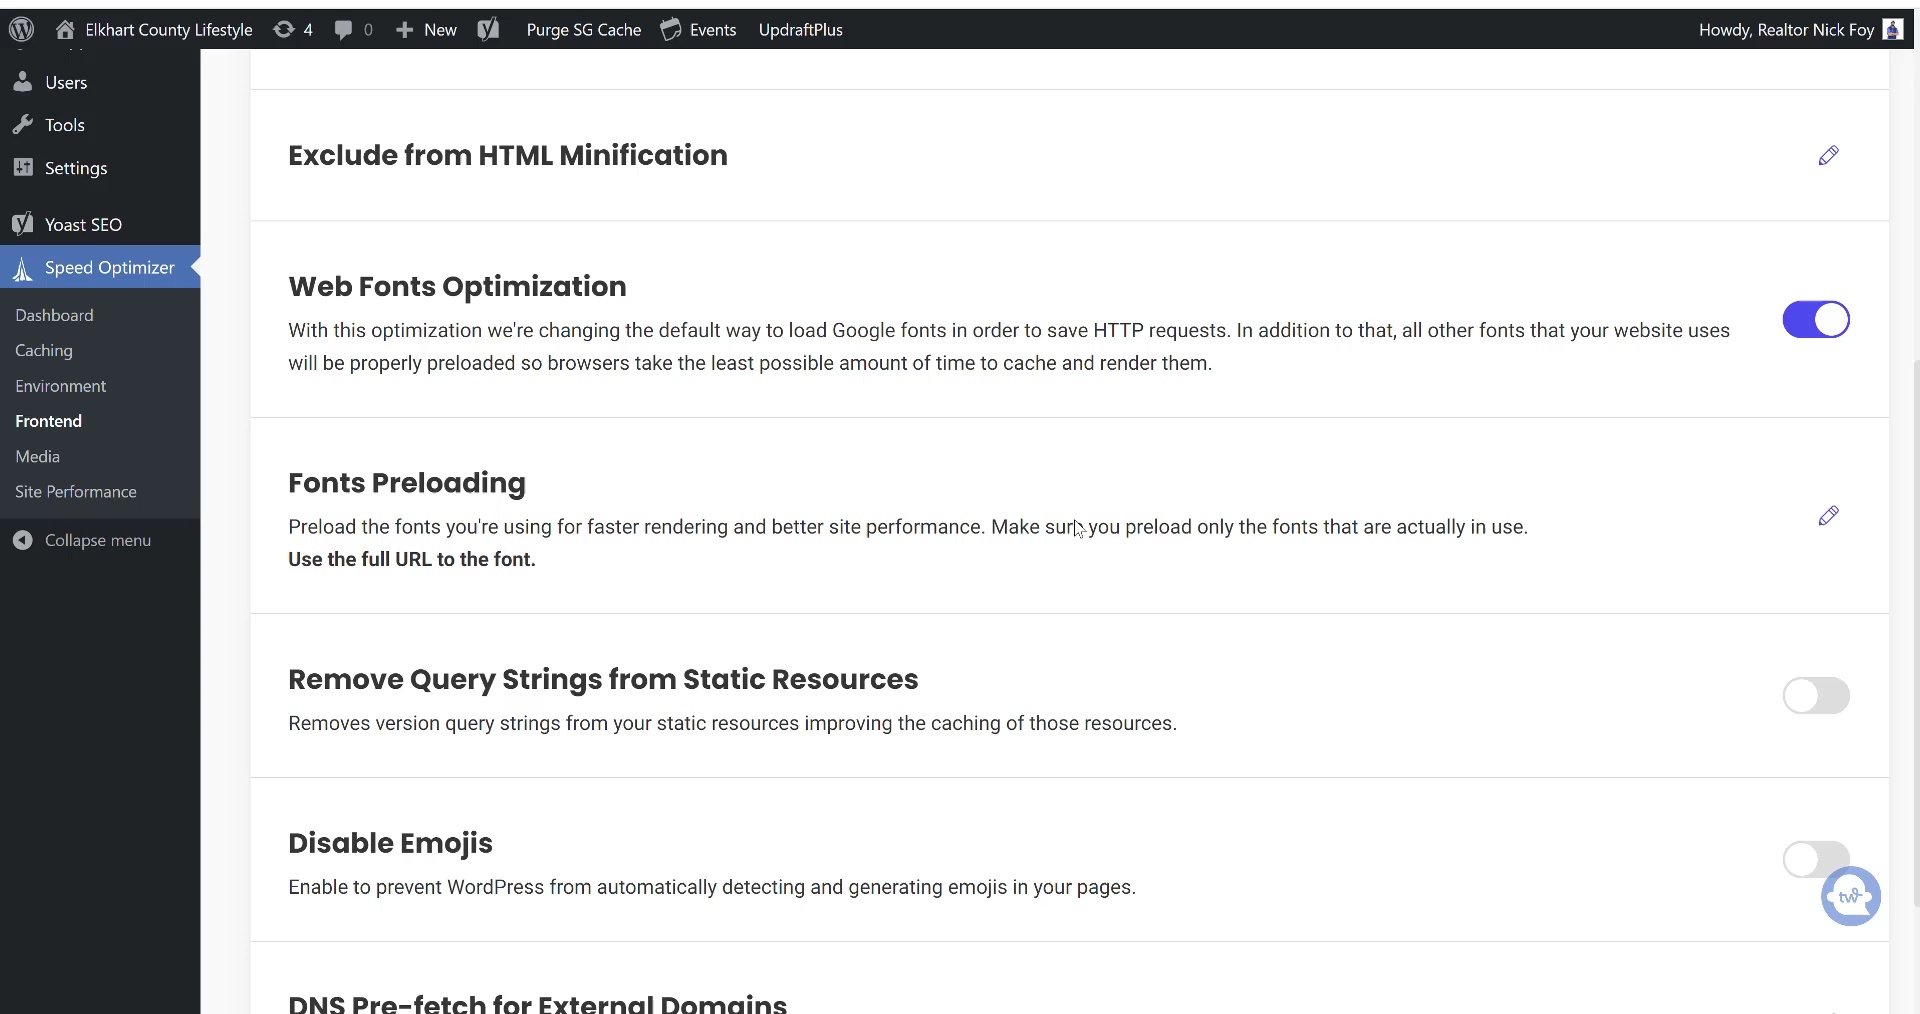 Elkhart County Lifestyle 4 0 New Purge SG Cache Events UpdraftPlus Howdy, Realtor Nick Foy
Users
Tools
Settings
Yoast SEO
Speed Optimizer
Dashboard
Caching
Environment
Frontend
Media
Site Performance
Collapse menu
Exclude from HTML Minification
Web Fonts Optimization
With this optimization we're changing the default way to load Google fonts in order to save HTTP requests. In addition to that, all other fonts that your website uses
will be properly preloaded so browsers take the least possible amount of time to cache and render them.
Fonts Preloading
Preload the fonts you're using for faster rendering and better site performance. Make sure you preload only the fonts that are actually in use.
Use the full URL to the font.
Remove Query Strings from Static Resources
Removes version query strings from your static resources improving the caching of those resources.
Disable Emojis
Enable to prevent WordPress from automatically detecting and generating emojis in your pages.
tw
DNS Pre-fetch for External Domains